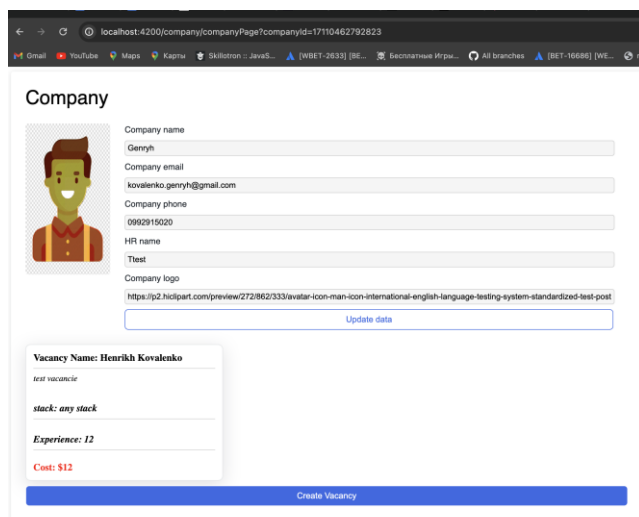 localhost:4200/company/companyPage?companyId=17110462792823
Gmail YouTube Maps Карты Skillotron :: JavaS... [WBET-2633] [BE... Бесплатные Игры... All branches [BET-16686] [WE...
Company
Company name
Genryh
Company email
kovalenko.genryh@gmail.com
Company phone
0992915020
HR name
Ttest
Company logo
https://p2.hiclipart.com/preview/272/862/333/avatar-icon-man-icon-international-english-language-testing-system-standardized-test-post
Update data
Vacancy Name: Henrikh Kovalenko
test vacancie
stack: any stack
Experience: 12
Cost: $12
Create Vacancy